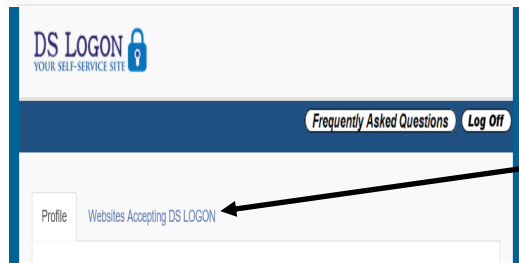 DS LOGON
YOUR SELF-SERVICE SITE
Frequently Asked Questions Log Off
Profile Websites Accepting DS LOGON